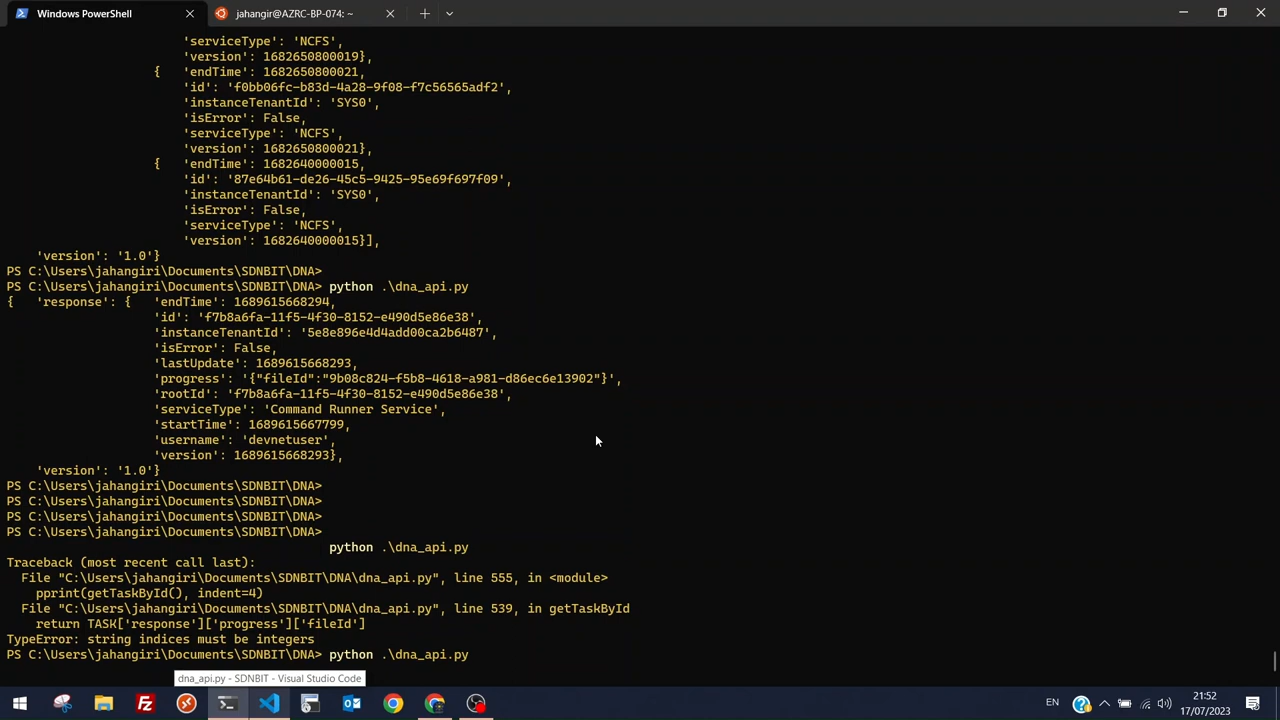 Windows PowerShell
jahangir@AZRC-BP-074: ~
'serviceType': 'NCFS',
'version': 1682650800019},
{ 'endTime': 1682650800021,
'id': 'f0bb06fc-b83d-4a28-9f08-f7c56565adf2',
'instanceTenantId': 'SYS0',
'isError': False,
'serviceType': 'NCFS',
'version': 1682650800021},
{ 'endTime': 1682640000015,
'id': '87e64b61-de26-45c5-9425-95e69f697f09',
'instanceTenantId': 'SYS0',
'isError': False,
'serviceType': 'NCFS',
'version': 1682640000015}],
'version': '1.0'}
PS C:\Users\jahangiri\Documents\SDNBIT\DNA>
PS C:\Users\jahangiri\Documents\SDNBIT\DNA> python .\dna_api.py
{ 'response': { 'endTime': 1689615668294,
'id': 'f7b8a6fa-11f5-4f30-8152-e490d5e86e38',
'instanceTenantId': '5e8e896e4d4add00ca2b6487',
'isError': False,
'lastUpdate': 1689615668293,
'progress': '{"fileId":"9b08c824-f5b8-4618-a981-d86ec6e13902"}',
'rootId': 'f7b8a6fa-11f5-4f30-8152-e490d5e86e38',
'serviceType': 'Command Runner Service',
'startTime': 1689615667799,
'username': 'devnetuser',
'version': 1689615668293},
'version': '1.0'}
PS C:\Users\jahangiri\Documents\SDNBIT\DNA>
PS C:\Users\jahangiri\Documents\SDNBIT\DNA>
PS C:\Users\jahangiri\Documents\SDNBIT\DNA>
PS C:\Users\jahangiri\Documents\SDNBIT\DNA>
python .\dna_api.py
Traceback (most recent call last):
File "C:\Users\jahangiri\Documents\SDNBIT\DNA\dna_api.py", line 555, in <module>
pprint(getTaskById(), indent=4)
File "C:\Users\jahangiri\Documents\SDNBIT\DNA\dna_api.py", line 539, in getTaskById
return TASK['response']['progress']['fileId']
TypeError: string indices must be integers
PS C:\Users\jahangiri\Documents\SDNBIT\DNA> python .\dna_api.py
dna_api.py - SDNBIT - Visual Studio Code
EN
21:52
17/07/2023